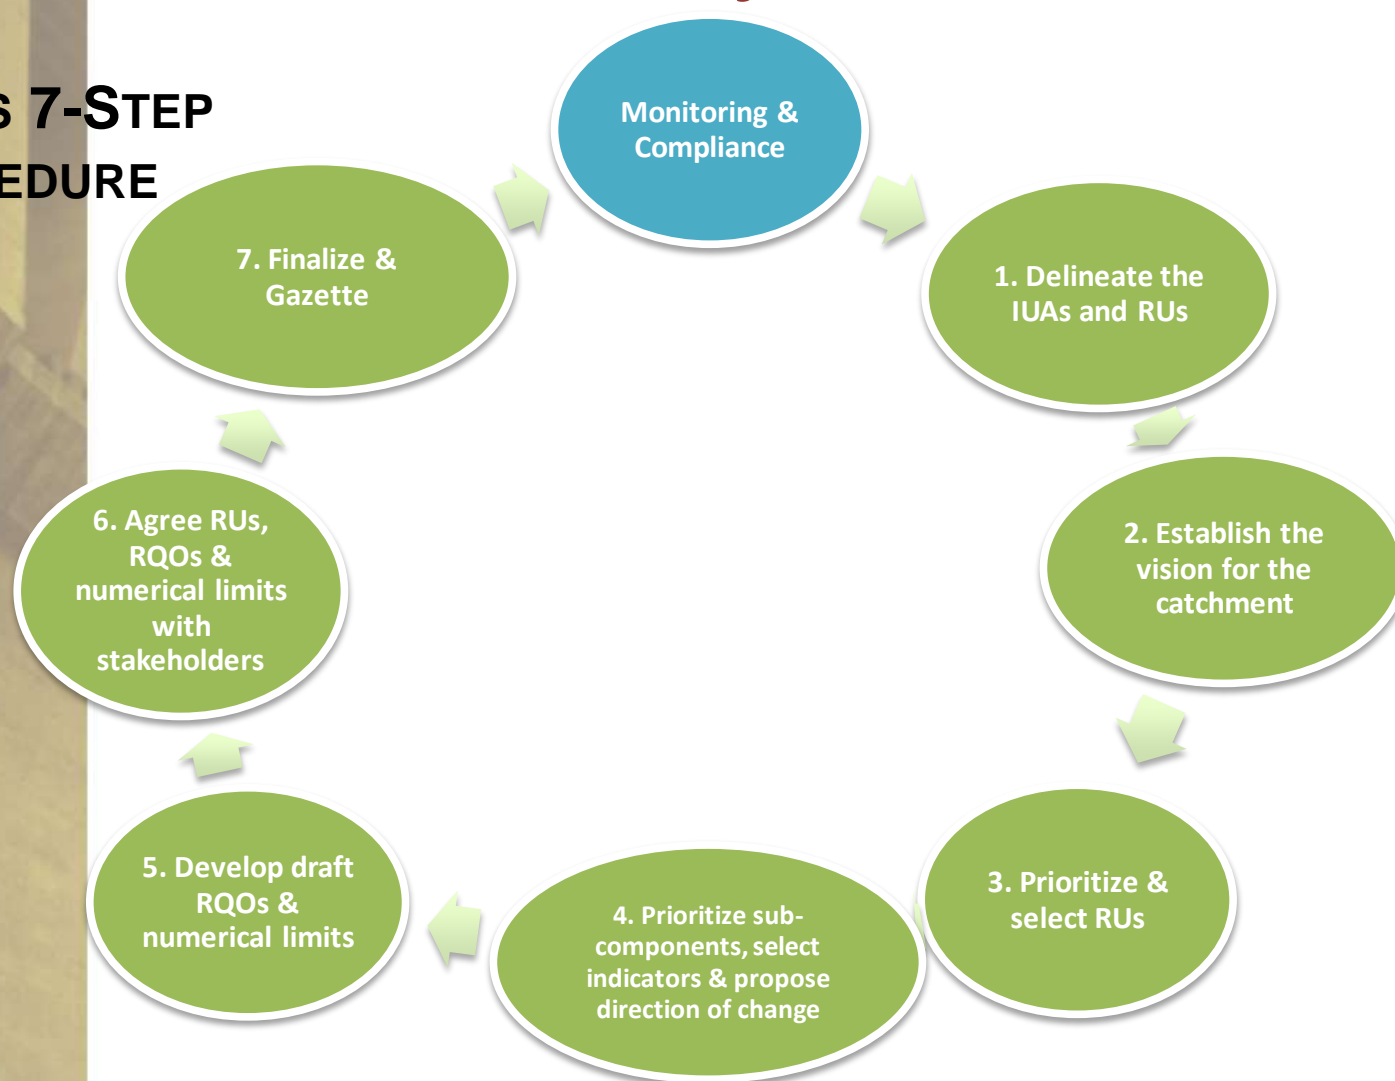 7-STEP
Monitoring &
Compliance
7. Finalize &
Gazette
1. Delineate the
IUAs and RUs
6. Agree RUs,
RQOs &
numerical limits
with
stakeholders
2. Establish the
vision for the
catchment
5. Develop draft
RQOs &
numerical limits
4. Prioritize sub-
components, select
indicators & propose
direction of change
3. Prioritize &
select RUs